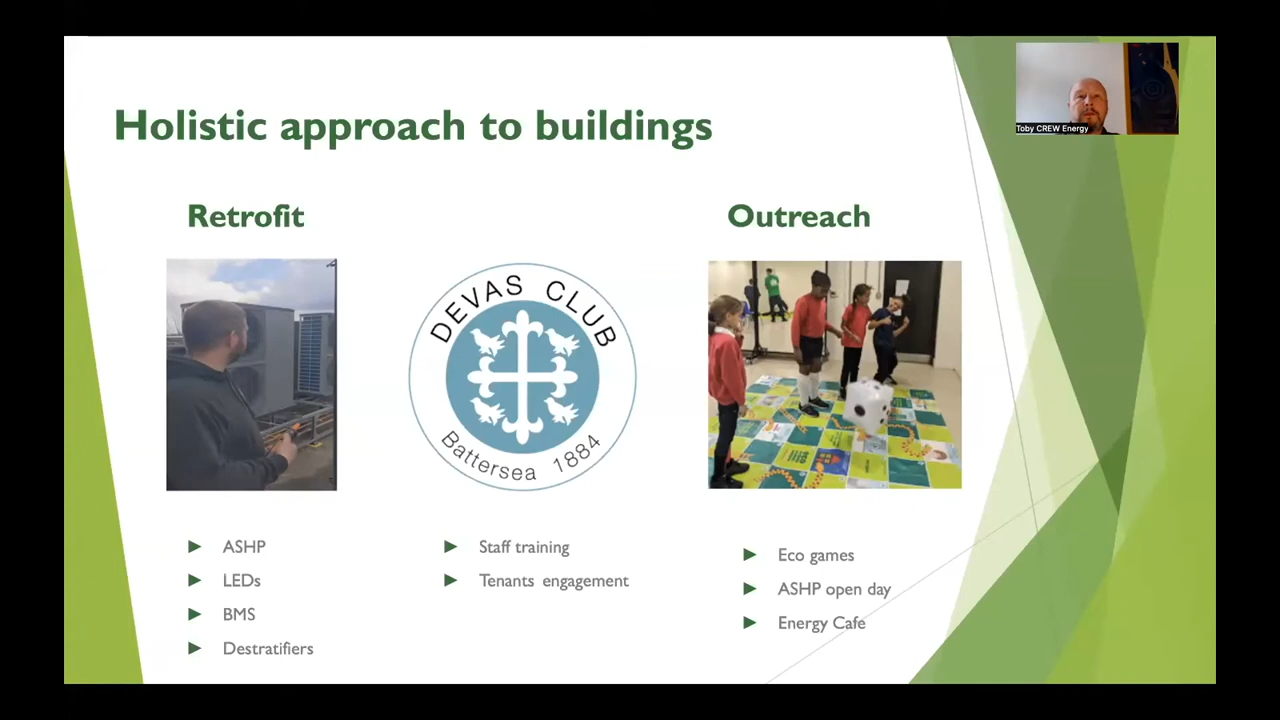 Holistic approach to buildings
Toby CREW Energy
Retrofit
Outreach
DEVAS CLUB
Battersea 1884
ASHP
LEDs
BMS
Destratifiers
Staff training
Tenants engagement
Eco games
ASHP open day
Energy Cafe